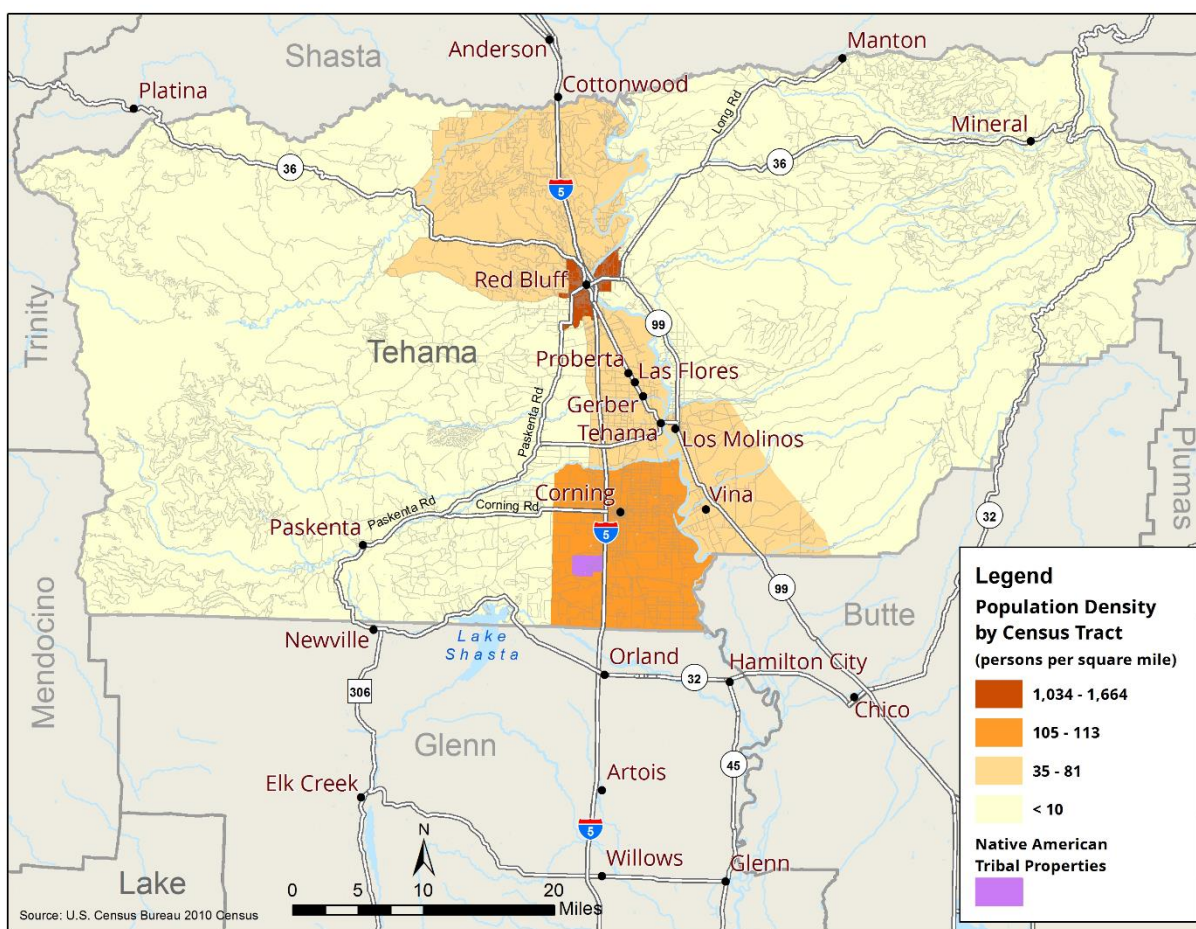 Shasta
Anderson
Manton
Cottonwood
Platina
Long Rd
Mineral
36
36
5
Red Bluff
Trinity
99
Tehama
Proberta
Las Flores
Gerber
Paskenta Rd
Tehama
Los Molinos
Plumas
Corning
Vina
Corning Rd
Paskenta Rd
Paskenta
32
5
Legend
Population Density
by Census Tract
(persons per square mile)
1,034 - 1,664
105 - 113
35 - 81
< 10
Native American
Tribal Properties
99
Butte
Newville
Lake
Shasta
Orland
Hamilton City
32
Mendocino
306
Chico
Glenn
45
Artois
Elk Creek
N
5
Willows
Glenn
Lake
0 5 10 20
Miles
Source: U.S. Census Bureau 2010 Census